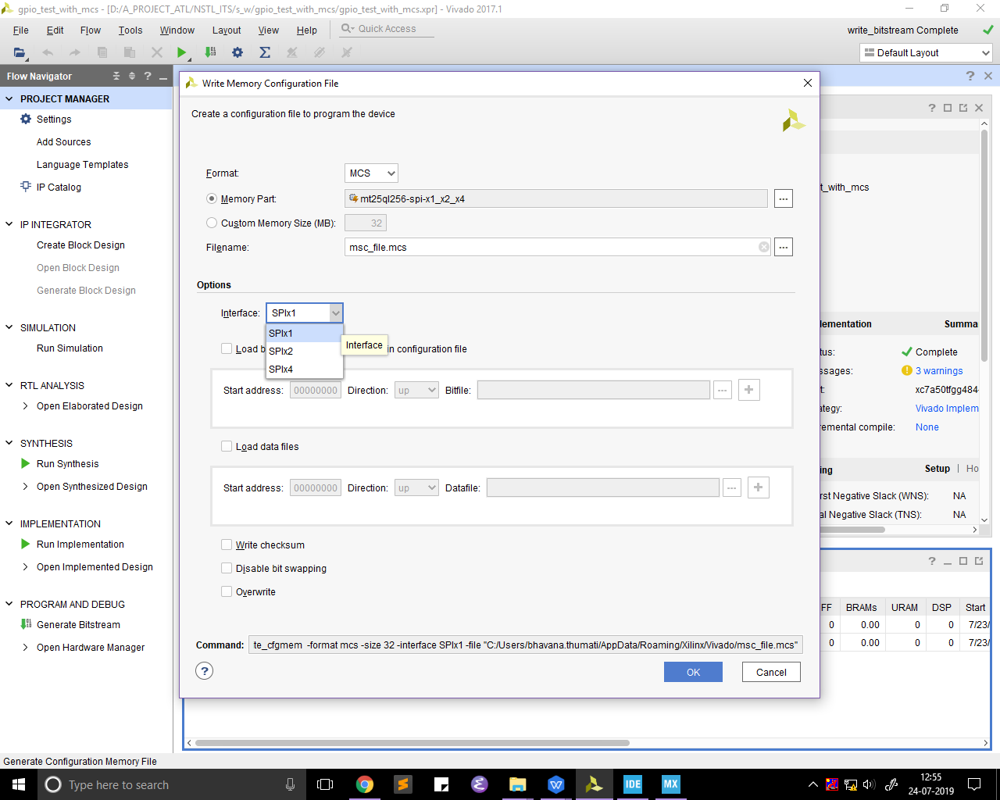 gpio_test_with_mcs - [D:/A_PROJECT_ATL/NSTL_ITS/s_w/gpio_test_with_mcs/gpio_test_with_mcs.xpr] - Vivado 2017.1
File Edit Flow Tools Window Layout View Help Quick Access
write_bitstream Complete
Default Layout
Flow Navigator
PROJECT MANAGER
Settings
Add Sources
Language Templates
IP Catalog
IP INTEGRATOR
Create Block Design
Open Block Design
Generate Block Design
SIMULATION
Run Simulation
RTL ANALYSIS
Open Elaborated Design
SYNTHESIS
Run Synthesis
Open Synthesized Design
IMPLEMENTATION
Run Implementation
Open Implemented Design
PROGRAM AND DEBUG
Generate Bitstream
Open Hardware Manager
Write Memory Configuration File
Create a configuration file to program the device
Format: MCS
Memory Part: mt25ql256-spi-x1_x2_x4
Custom Memory Size (MB): 32
Filename: msc_file.mcs
Options
Interface: SPIx1
SPIx1
SPIx2
SPIx4
Interface
Load b in configuration file
Start address: 00000000 Direction: up Bitfile:
Load data files
Start address: 00000000 Direction: up Datafile:
Write checksum
Disable bit swapping
Overwrite
Command: te_cfgmem -format mcs -size 32 -interface SPIx1 -file "C:/Users/bhavana.thumati/AppData/Roaming/Xilinx/Vivado/msc_file.mcs"
OK Cancel
t_with_mcs
lementation Summa
tus: Complete
ssages: 3 warnings
t: xc7a50tfgg484-
ategy: Vivado Implem
remental compile: None
ing Setup | Ho
rst Negative Slack (WNS): NA
al Negative Slack (TNS): NA
FF BRAMs URAM DSP Start
0 0.00 0 0 7/23/
0 0.00 0 0 7/23/
Generate Configuration Memory File
Type here to search
IDE
MX
12:55
24-07-2019